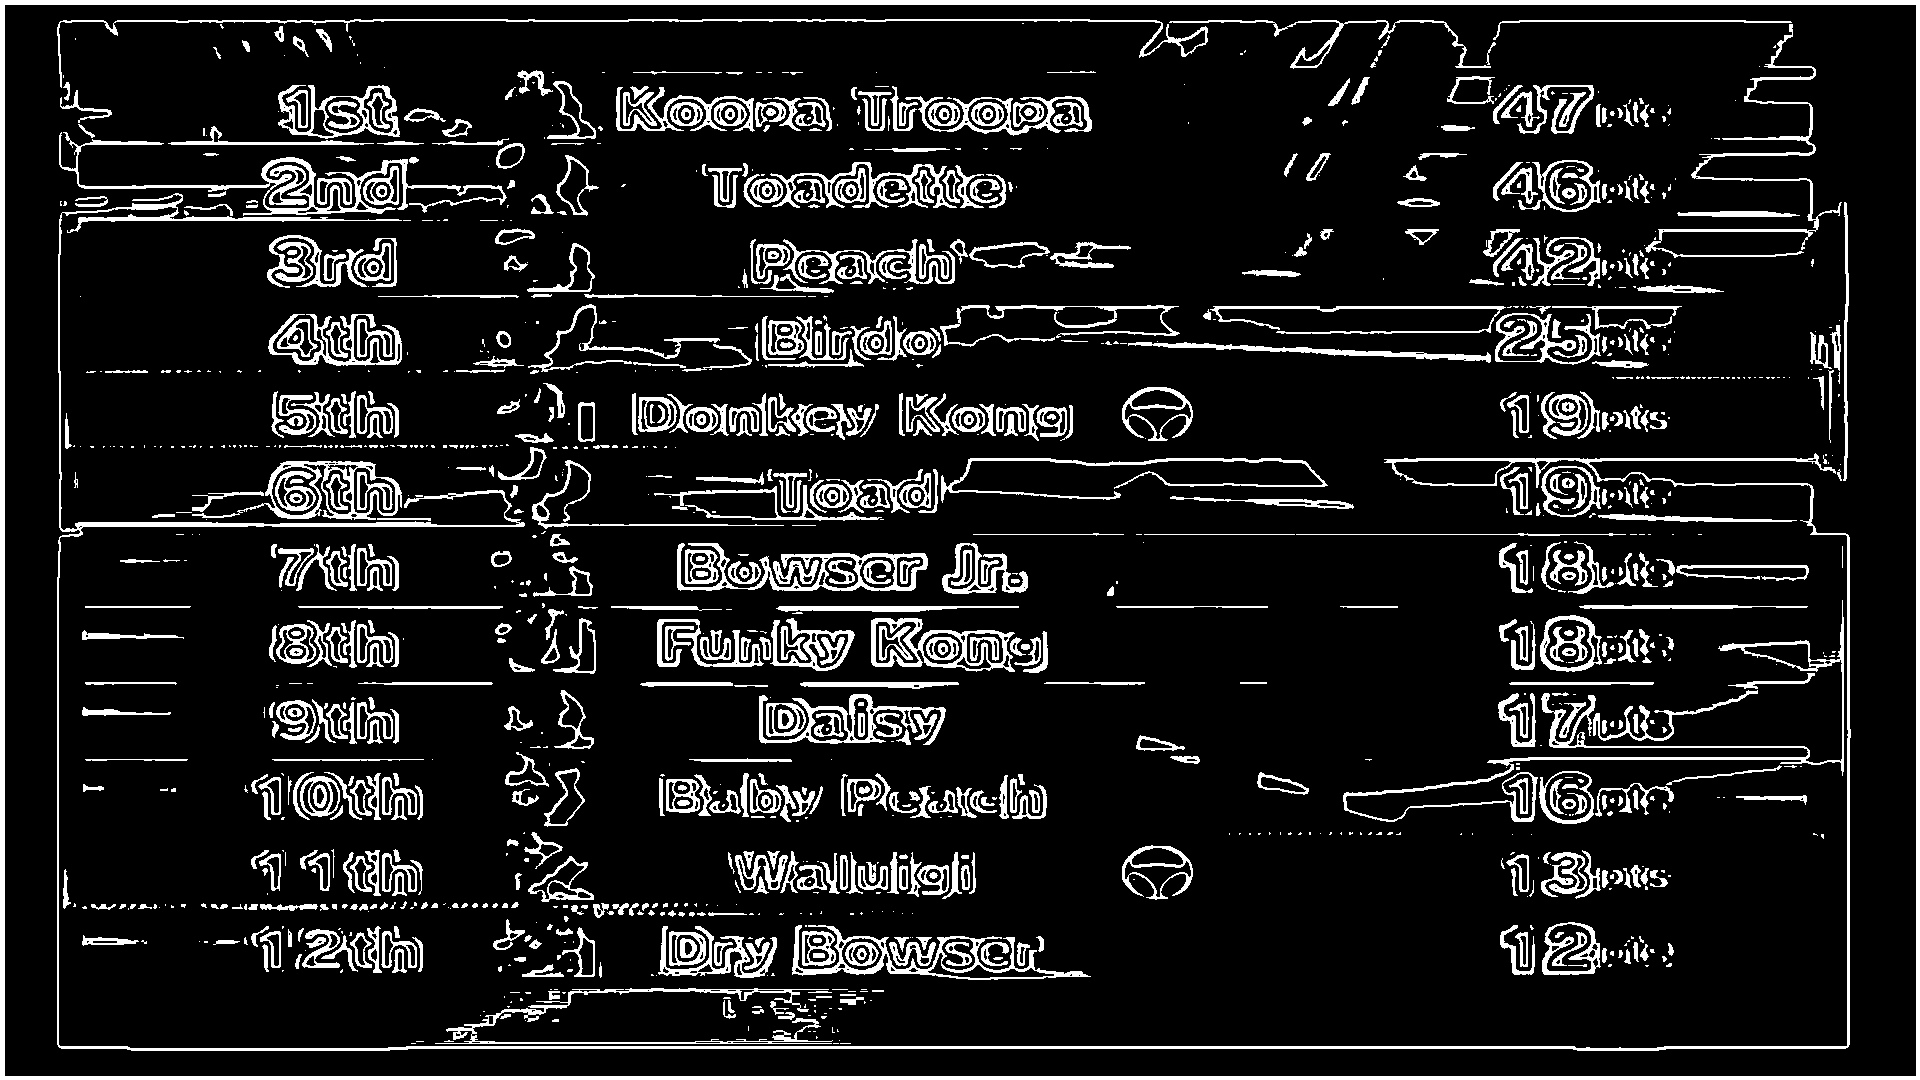 1st Koopa Troopa 47pts
2nd Toadette 46pts
3rd Peach 42pts
4th Birdo 25pts
5th Donkey Kong 19pts
6th Toad 19pts
7th Bowser Jr. 18pts
8th Funky Kong 18pts
9th Daisy 17pts
10th Baby Peach 16pts
11th Waluigi 13pts
12th Dry Bowser 12pts